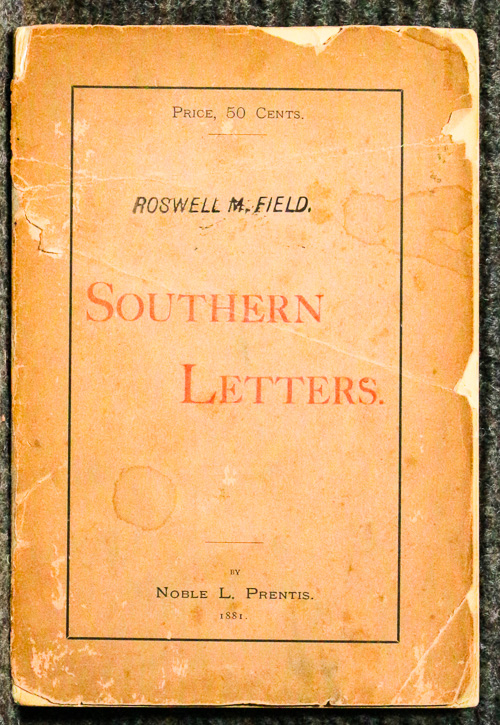 Price, 50 Cents.
ROSWELL M. FIELD.
Southern
Letters.
BY
Noble L. Prentis.
1881.